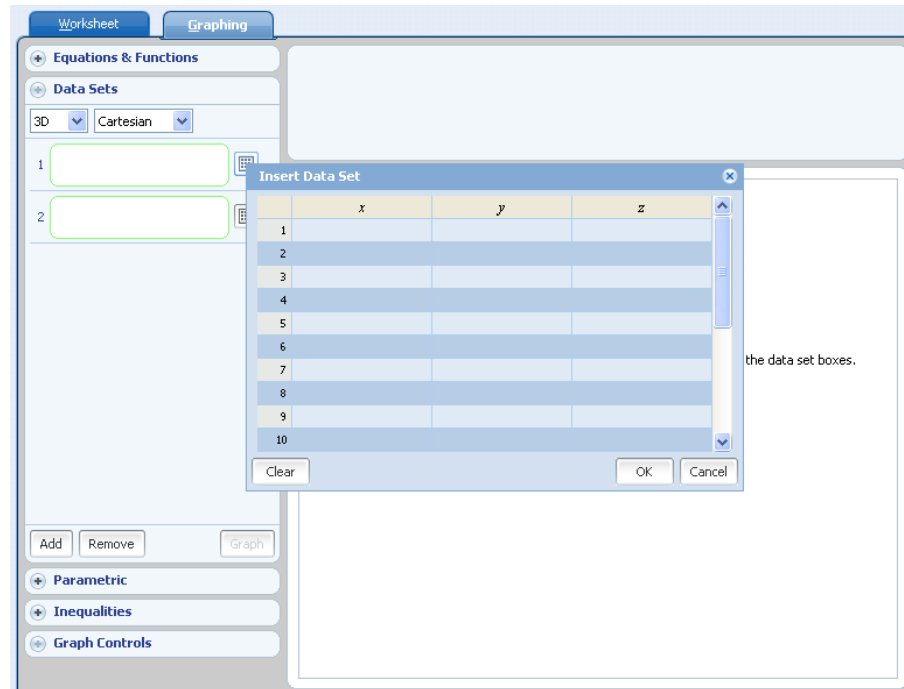 Worksheet Graphing
Equations & Functions
Data Sets
3D Cartesian
1
2
Insert Data Set
x y z
1
2
3
4
5
6
7
8
9
10
Clear OK Cancel
the data set boxes.
Add Remove Graph
Parametric
Inequalities
Graph Controls